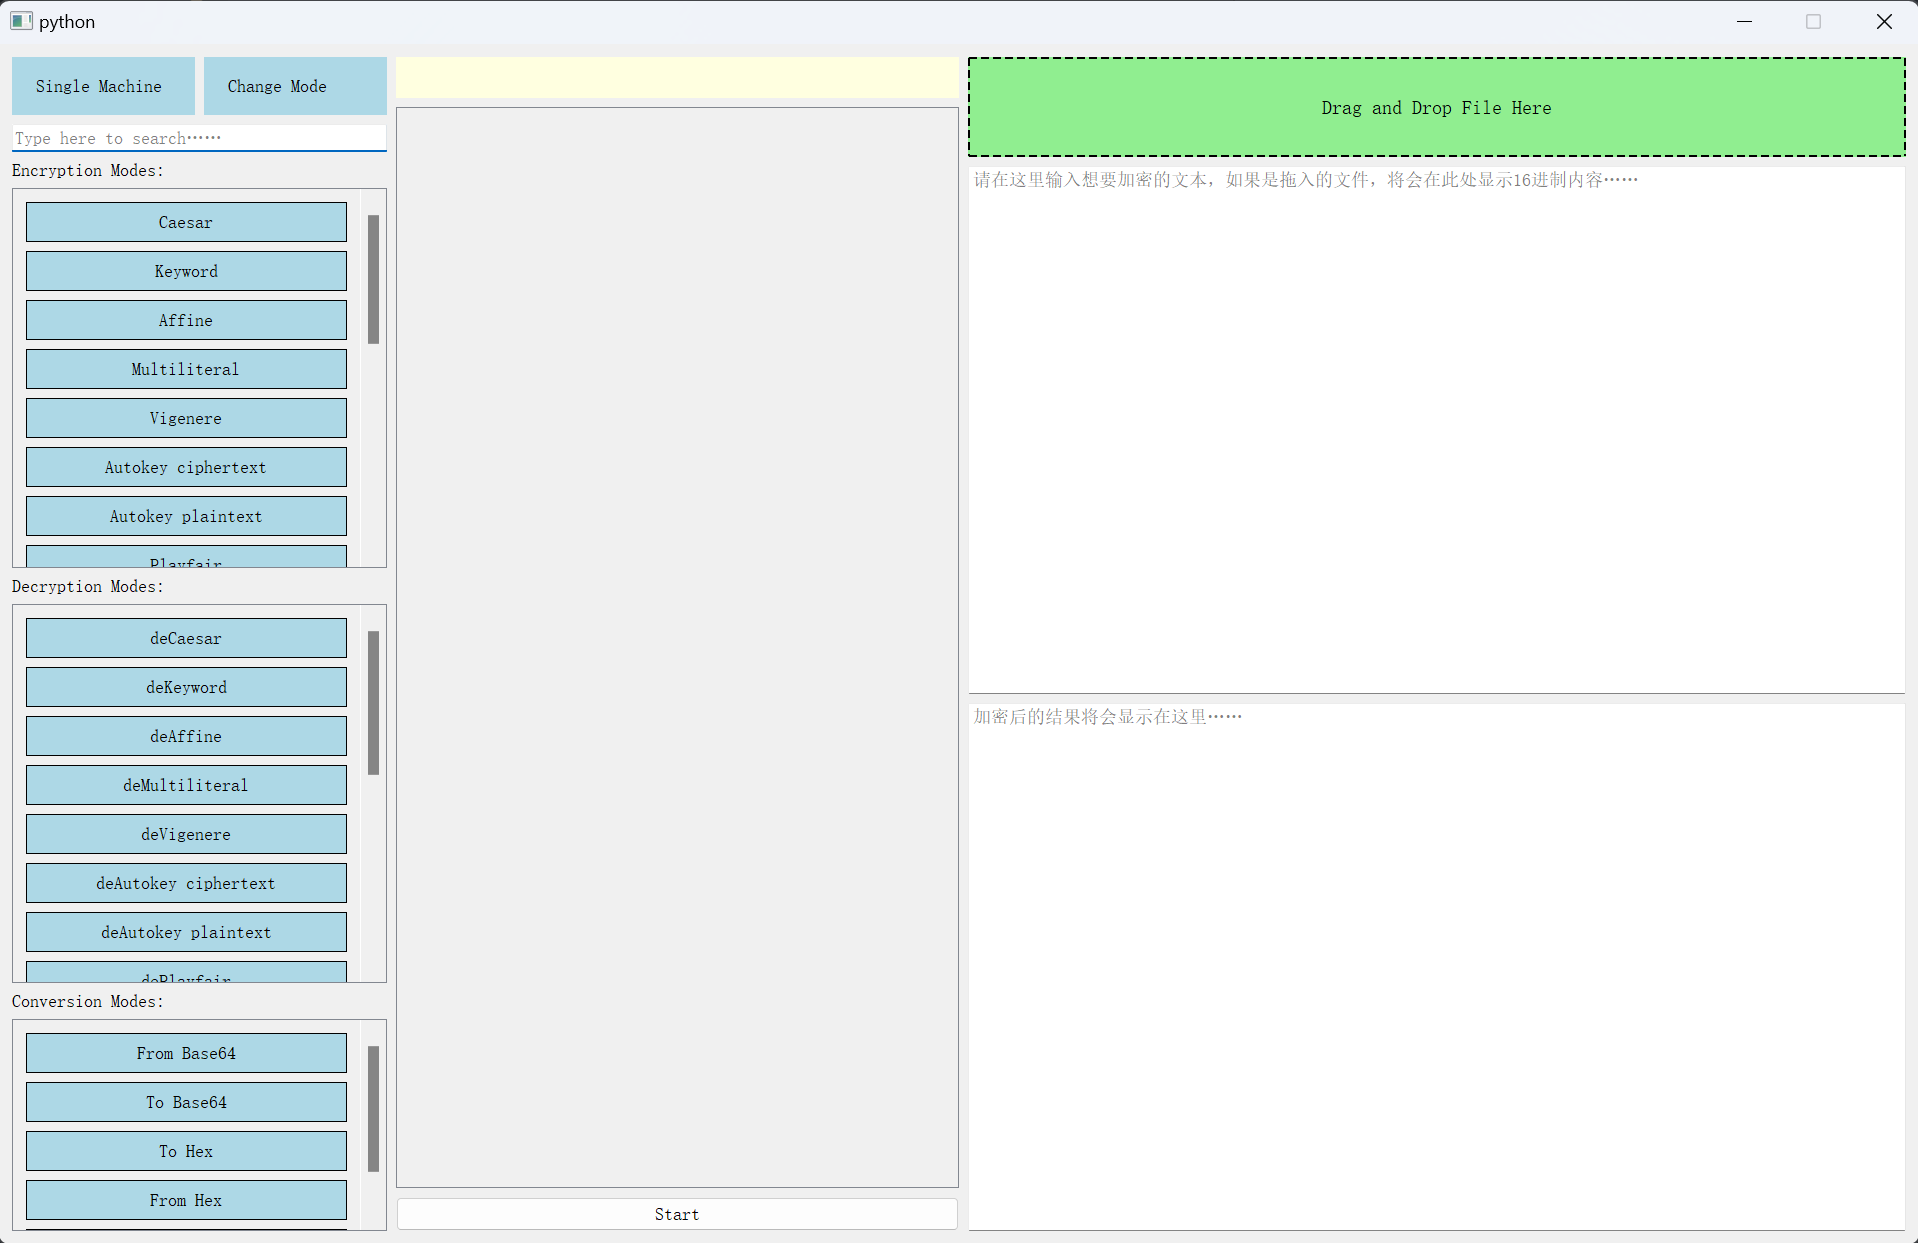 python
Single Machine
Change Mode
Type here to search……
Encryption Modes:
Caesar
Keyword
Affine
Multiliteral
Vigenere
Autokey ciphertext
Autokey plaintext
Playfair
Decryption Modes:
deCaesar
deKeyword
deAffine
deMultiliteral
deVigenere
deAutokey ciphertext
deAutokey plaintext
dePlayfair
Conversion Modes:
From Base64
To Base64
To Hex
From Hex
Start
Drag and Drop File Here
请在这里输入想要加密的文本，如果是拖入的文件，将会在此处显示16进制内容……
加密后的结果将会显示在这里……